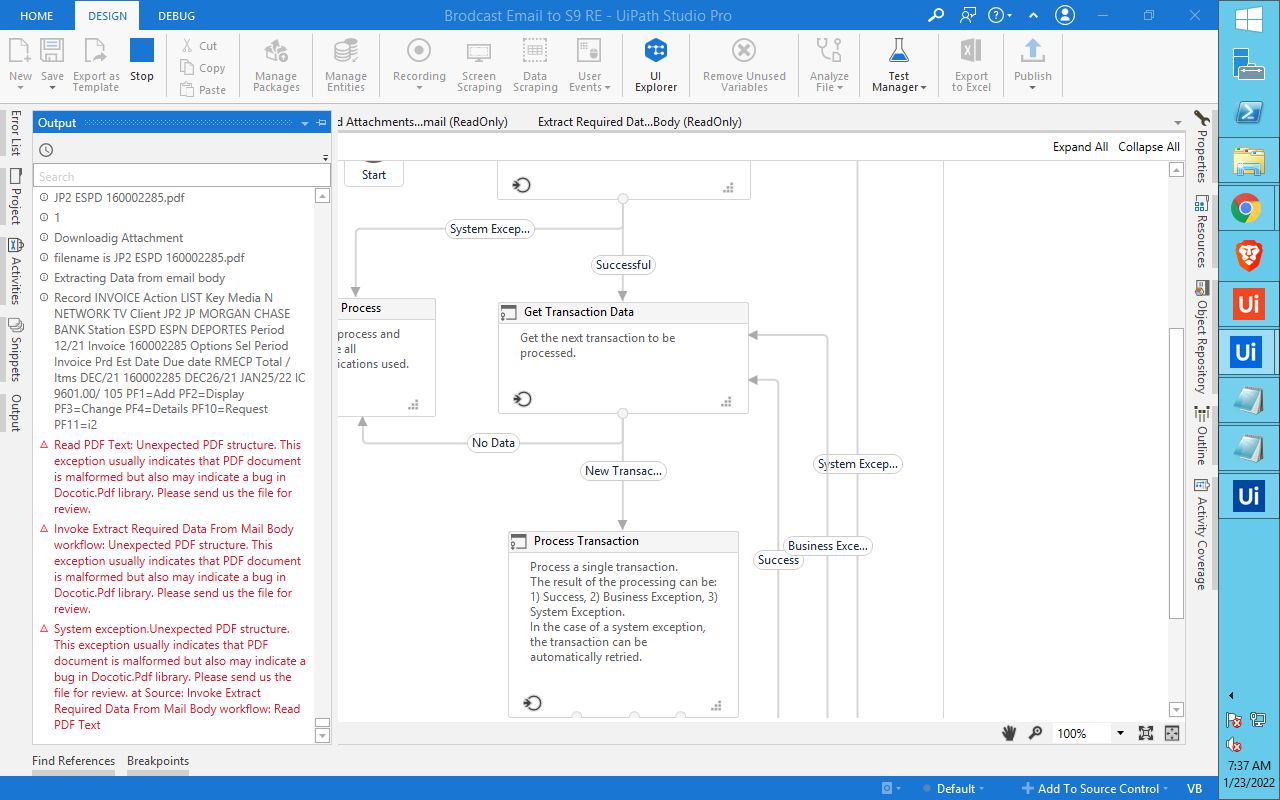 HOME
DESIGN
DEBUG
Brodcast Email to S9 RE - UiPath Studio Pro
New
Save
Export as
Template
Stop
Cut
Copy
Paste
Manage
Packages
Manage
Entities
Recording
Screen
Scraping
Data
Scraping
User
Events
UI
Explorer
Remove Unused
Variables
Analyze
File
Test
Manager
Export
to Excel
Publish
Error List
Project
Activities
Snippets
Output
Output
Search
JP2 ESPD 160002285.pdf
1
Downloadig Attachment
filename is JP2 ESPD 160002285.pdf
Extracting Data from email body
Record INVOICE Action LIST Key Media N
NETWORK TV Client JP2 JP MORGAN CHASE
BANK Station ESPD ESPN DEPORTES Period
12/21 Invoice 160002285 Options Sel Period
Invoice Prd Est Date Due date RMECP Total /
Itms DEC/21 160002285 DEC26/21 JAN25/22 IC
9601.00/ 105 PF1=Add PF2=Display
PF3=Change PF4=Details PF10=Request
PF11=i2
Read PDF Text: Unexpected PDF structure. This
exception usually indicates that PDF document
is malformed but also may indicate a bug in
Docotic.Pdf library. Please send us the file for
review.
Invoke Extract Required Data From Mail Body
workflow: Unexpected PDF structure. This
exception usually indicates that PDF document
is malformed but also may indicate a bug in
Docotic.Pdf library. Please send us the file for
review.
System exception.Unexpected PDF structure.
This exception usually indicates that PDF
document is malformed but also may indicate a
bug in Docotic.Pdf library. Please send us the
file for review. at Source: Invoke Extract
Required Data From Mail Body workflow: Read
PDF Text
Find References
Breakpoints
d Attachments...mail (ReadOnly)
Extract Required Dat...Body (ReadOnly)
Expand All
Collapse All
Start
System Excep...
Successful
Process
process and
e all
ications used.
Get Transaction Data
Get the next transaction to be
processed.
No Data
New Transac...
System Excep...
Business Exce...
Success
Process Transaction
Process a single transaction.
The result of the processing can be:
1) Success, 2) Business Exception, 3)
System Exception.
In the case of a system exception,
the transaction can be
automatically retried.
100%
Properties
Resources
Object Repository
Outline
Activity Coverage
Default
Add To Source Control
VB
Ui
Ui
Ui
7:37 AM
1/23/2022